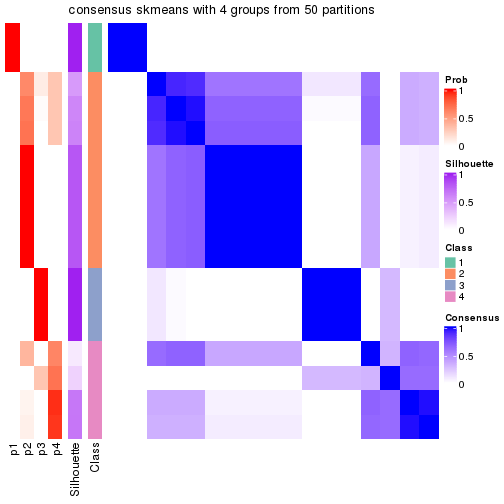 consensus skmeans with 4 groups from 50 partitions
Prob
1
0.5
0
Silhouette
1
0.5
0
Class
1
2
3
4
Consensus
1
0.5
0
p1
p2
p3
p4
Silhouette
Class